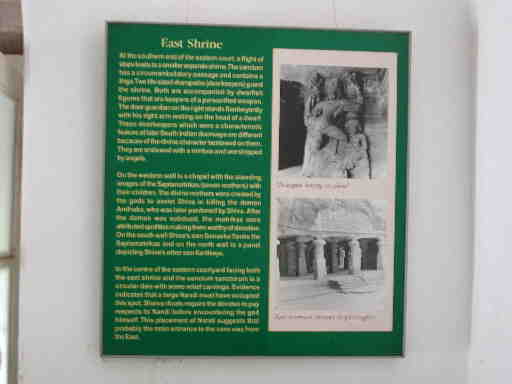 East Shrine
At the southern end of the eastern court, a flight of
steps leads to a smaller separate shrine. The sanctum
has a circumambulatory passage and contains a
linga. Two life-sized dvarapalas (doorkeepers) guard
the shrine. Both are accompanied by dwarfish
figures that are keepers of a personified weapon.
The door guardian on the right stands flamboyantly
with his right arm resting on the head of a dwarf.
These doorkeepers which were a characteristic
feature of later South Indian doorways are different
because of the divine character bestowed on them.
They are endowed with a nimbus and worshipped
by angels.
On the western wall is a chapel with the standing
images of the Saptamatrikas (seven mothers) with
their children. The divine mothers were created by
the gods to assist Shiva in killing the demon
Andhaka, who was later pardoned by Shiva. After
the demon was subdued, the matrikas were
attributed qualities making them worthy of devotion.
On the south wall Shiva's son Ganesha flanks the
Saptamatrikas and on the north wall is a panel
depicting Shiva's other son Kartikeya.
In the centre of the eastern courtyard facing both
the east shrine and the sanctum sanctorum is a
circular dais with some relief carvings. Evidence
indicates that a large Nandi must have occupied
this spot. Shaiva rituals require the devotee to pay
respects to Nandi before encountering the god
himself. This placement of Nandi suggests that
probably the main entrance to the cave was from
the East.